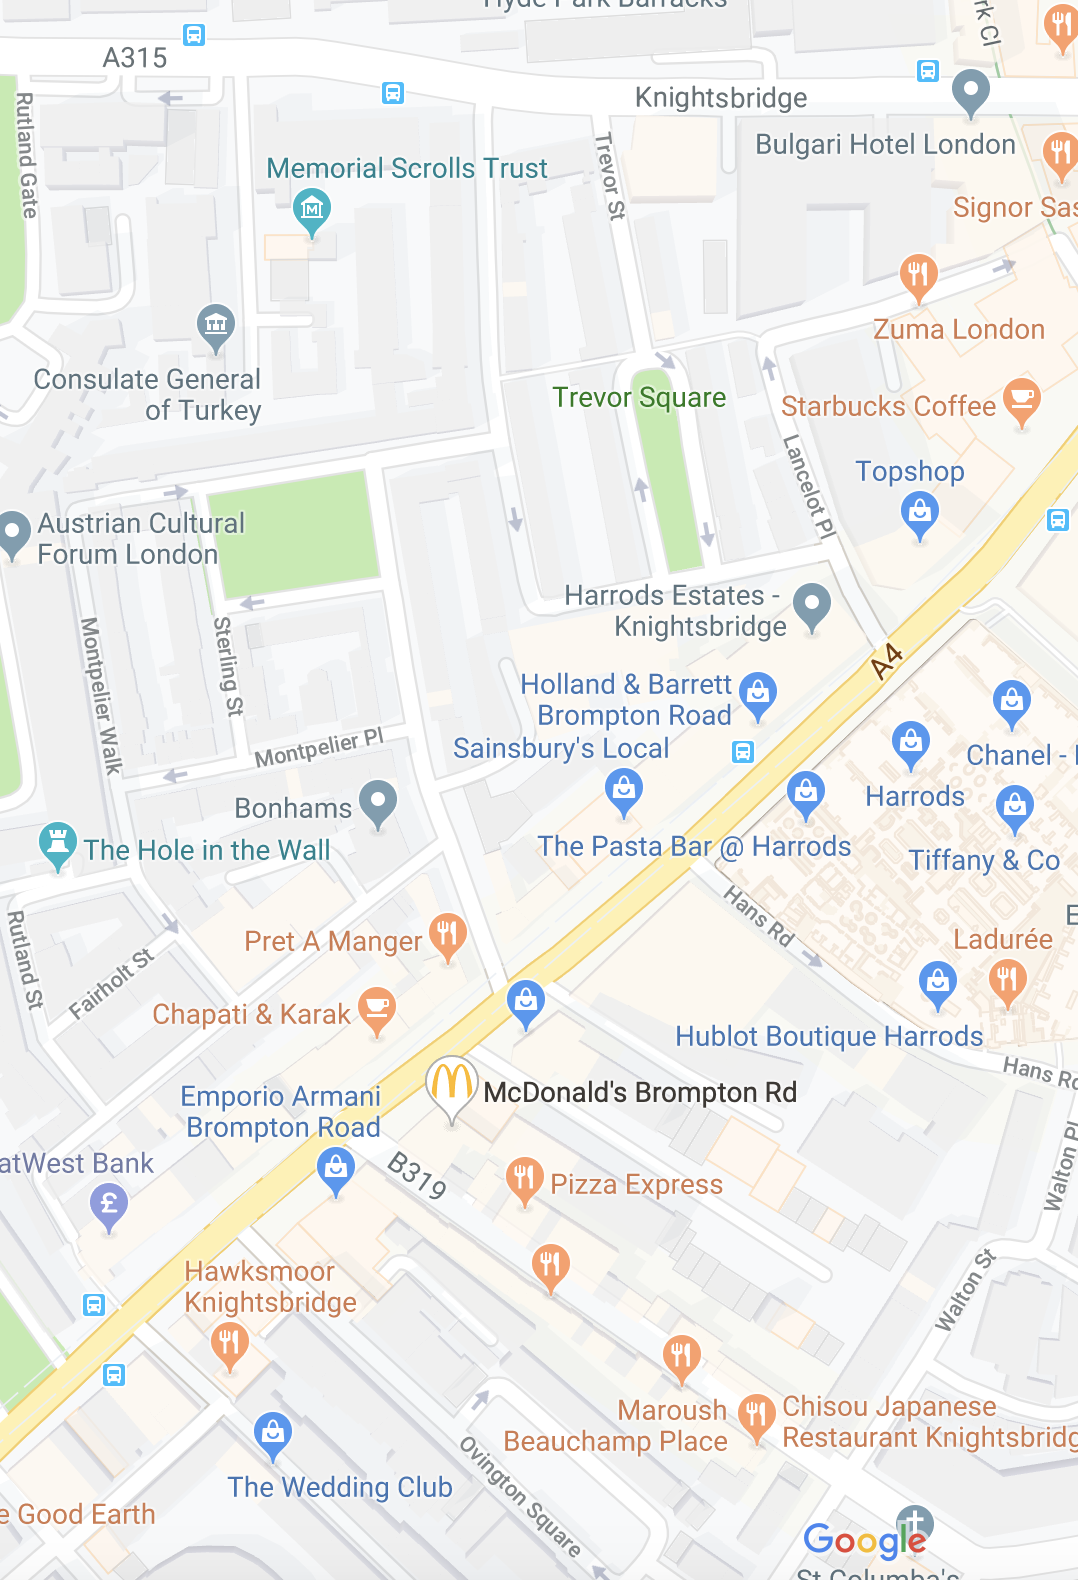 Hyde Park Barracks
A315
rk Cl
Knightsbridge
Rutland Gate
Trevor St
Bulgari Hotel London
Memorial Scrolls Trust
M
Signor Sas
Zuma London
Consulate General
of Turkey
Trevor Square
Starbucks Coffee
Lancelot Pl
Topshop
Austrian Cultural
Forum London
Harrods Estates -
Knightsbridge
Montpelier Walk
Sterling St
A4
Holland & Barrett
Brompton Road
Sainsbury's Local
Montpelier Pl
Chanel -
Harrods
Bonhams
The Pasta Bar @ Harrods
The Hole in the Wall
Tiffany & Co
Hans Rd
E
Rutland St
Pret A Manger
Ladurée
Fairholt St
Chapati & Karak
Hublot Boutique Harrods
Hans Rd
Emporio Armani
Brompton Road
McDonald's Brompton Rd
atWest Bank
£
B319
Pizza Express
Walton Pl
Hawksmoor
Knightsbridge
Walton St
Maroush
Beauchamp Place
Chisou Japanese
Restaurant Knightsbridg
The Wedding Club
Ovington Square
e Good Earth
Google
St Columba's